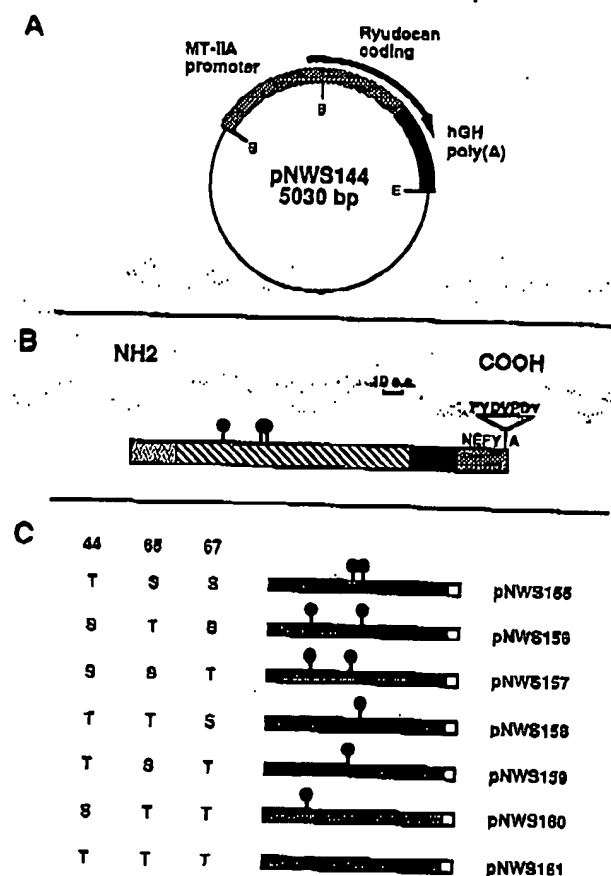 A
MT-IIA
promoter
Ryudocan
coding
hGH
poly(A)
E
pNWS144
5030 bp
B
NH2
COOH
10 a.a.
NEFY A
C
44 65 67
T S S pNWS155
S T S pNWS156
S S T pNWS157
T T S pNWS158
T S T pNWS159
S T T pNWS160
T T T pNWS161